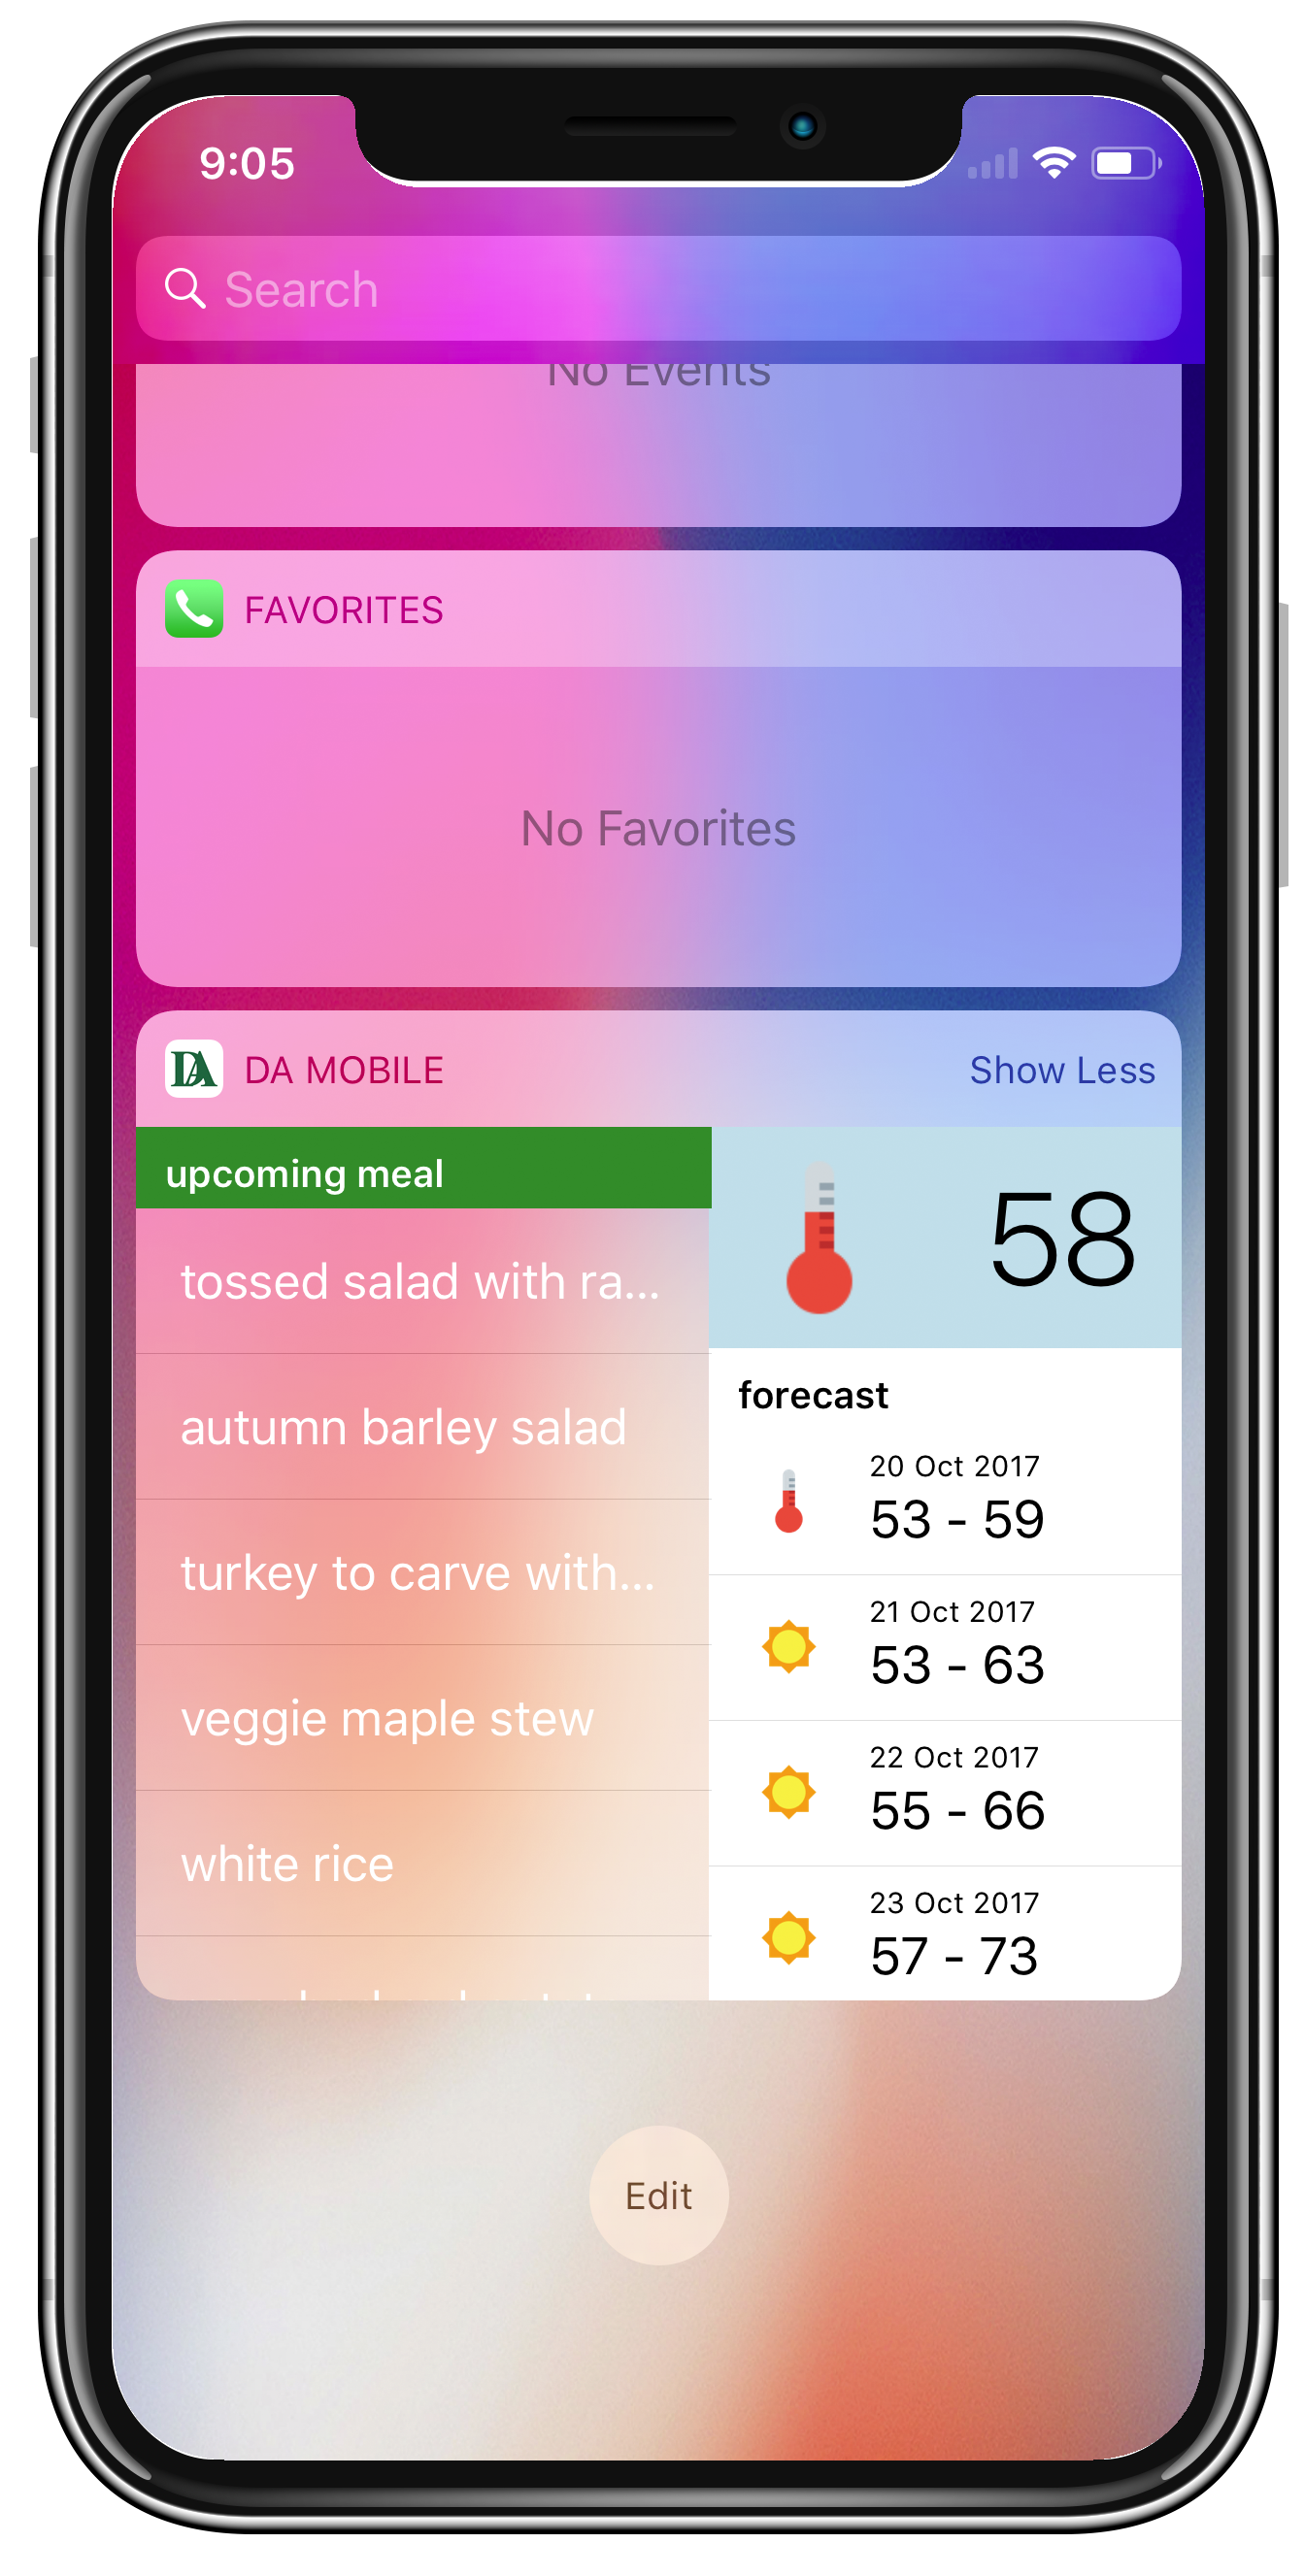 9:05
Search
No Events
FAVORITES
No Favorites
DA
DA MOBILE
Show Less
upcoming meal
58
tossed salad with ra...
autumn barley salad
turkey to carve with...
veggie maple stew
white rice
forecast
20 Oct 2017
53 - 59
21 Oct 2017
53 - 63
22 Oct 2017
55 - 66
23 Oct 2017
57 - 73
Edit